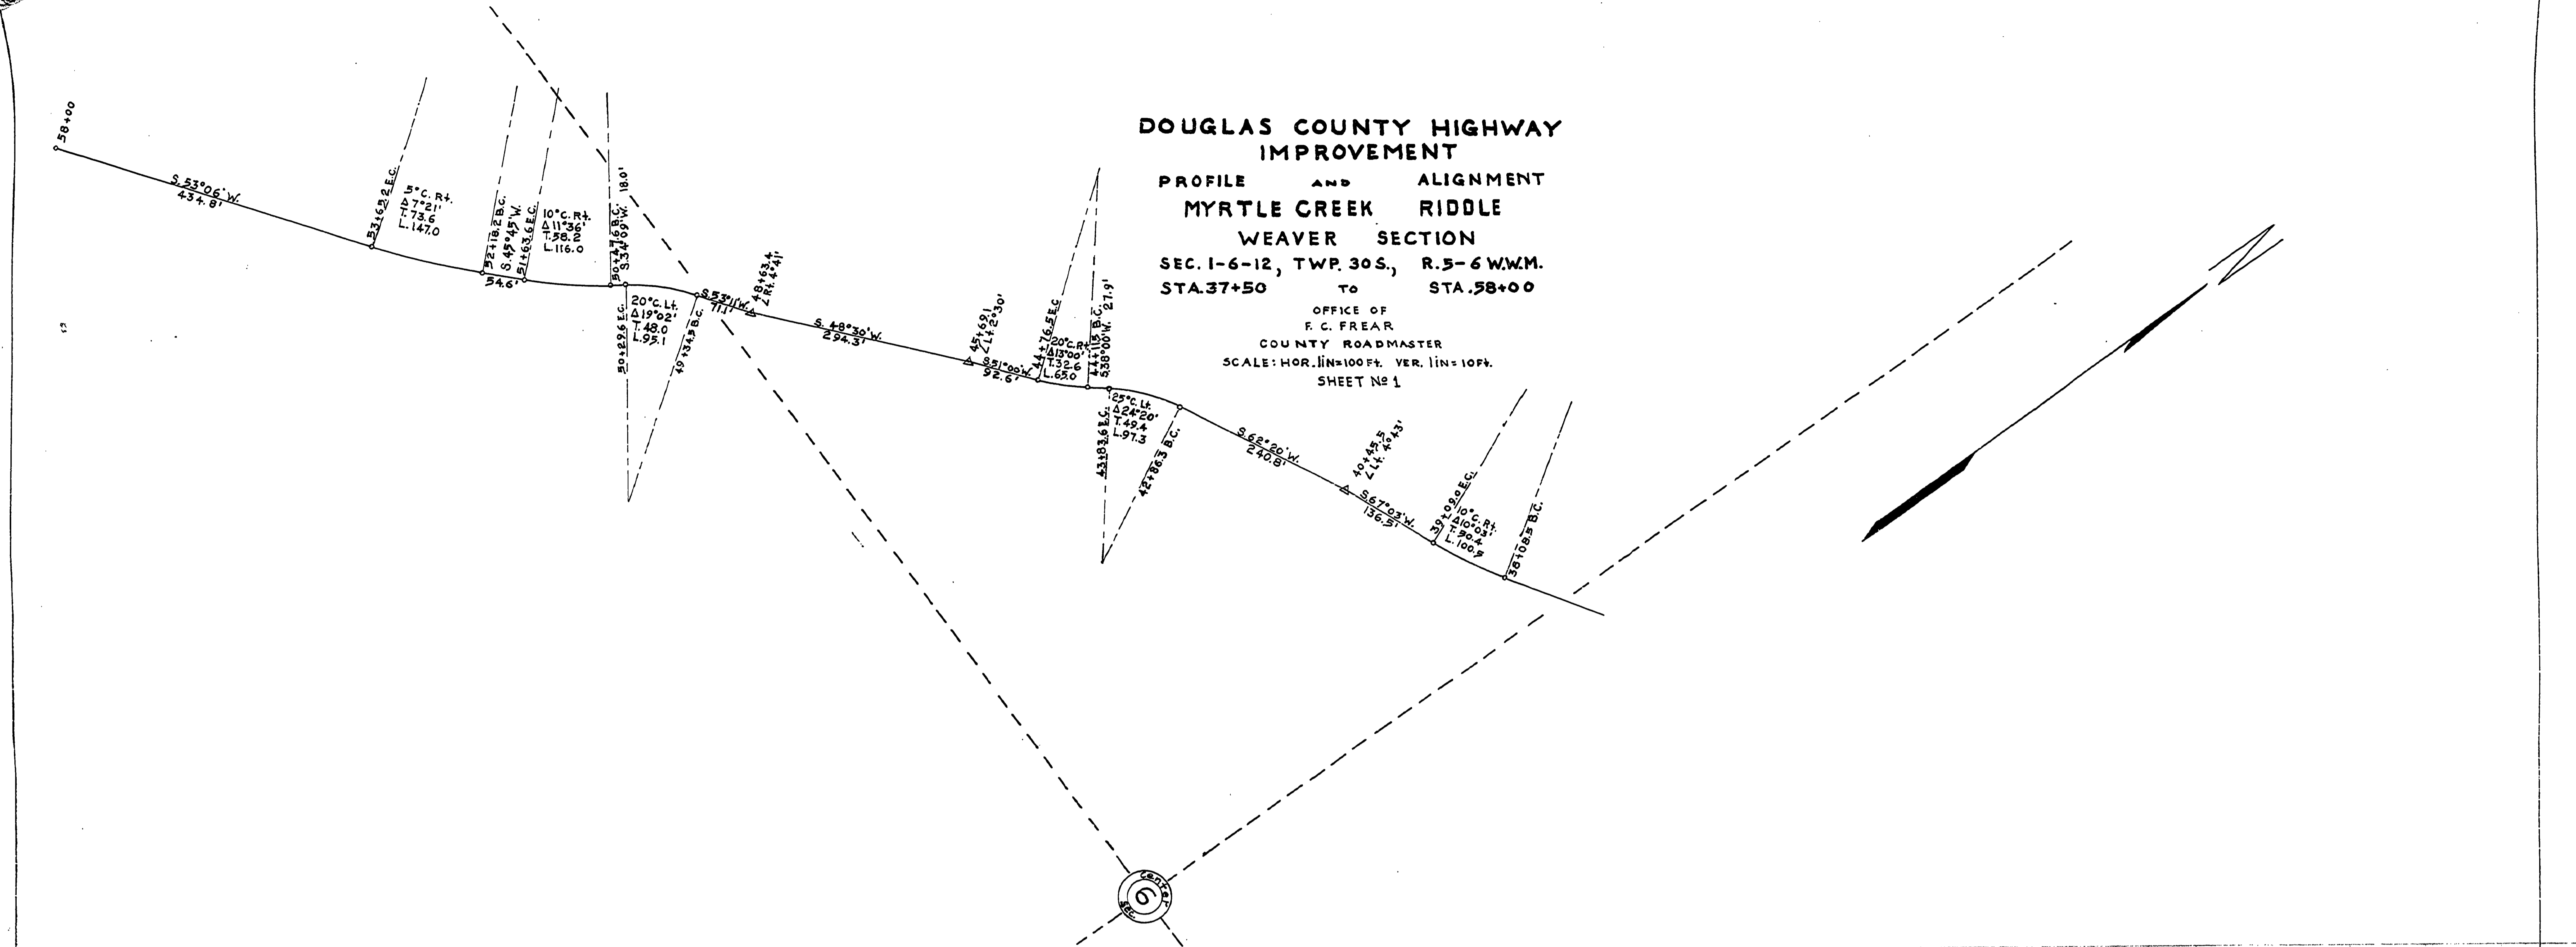 DOUGLAS COUNTY HIGHWAY
IMPROVEMENT
PROFILE AND ALIGNMENT
MYRTLE CREEK RIDDLE
WEAVER SECTION
SEC. 1-6-12, TWP. 30S., R.5-6 W.W.M.
STA.37+50 TO STA.58+00
OFFICE OF
F. C. FREAR
COUNTY ROADMASTER
SCALE: HOR. 1IN=100FT. VER. 1IN=10Ft.
SHEET No 1
58+00
S. 53°06' W.
434.8'
53+65.2 E.C.
5°C. Rt.
Δ 7°21'
T. 73.6
L. 147.0
52+18.2 B.C.
S.45°45'W.
54.6'
51+63.6 E.C.
10°C. Rt.
Δ 11°36'
T. 58.2
L. 116.0
50+47.6 B.C.
S.34°09'W. 18.0'
50+29.6 E.C.
20°C. Lt.
Δ 19°02'
T. 48.0
L. 95.1
49+34.5 B.C.
S.53°11'W.
71.1'
48+63.4
∠ Rt. 4°41'
S. 48°30' W.
294.3'
45+69.1
∠ Lt. 2°30'
S.51°00'W.
92.6'
44+76.5 E.C.
20°C. Rt.
Δ 13°00'
T. 32.6
L. 65.0
44+11.5 B.C.
S38°00'W. 27.9'
43+83.6 E.C.
25°C. Lt.
Δ 24°20'
T. 49.4
L. 97.3
42+86.3 B.C.
S.62°20'W.
240.8'
40+45.5
∠ Lt. 4°43'
S67°03'W.
136.5'
39+09.0 E.C.
10°C. Rt.
Δ 10°03'
T. 50.4
L. 100.5
38+08.5 B.C.
Center
6
SEC.